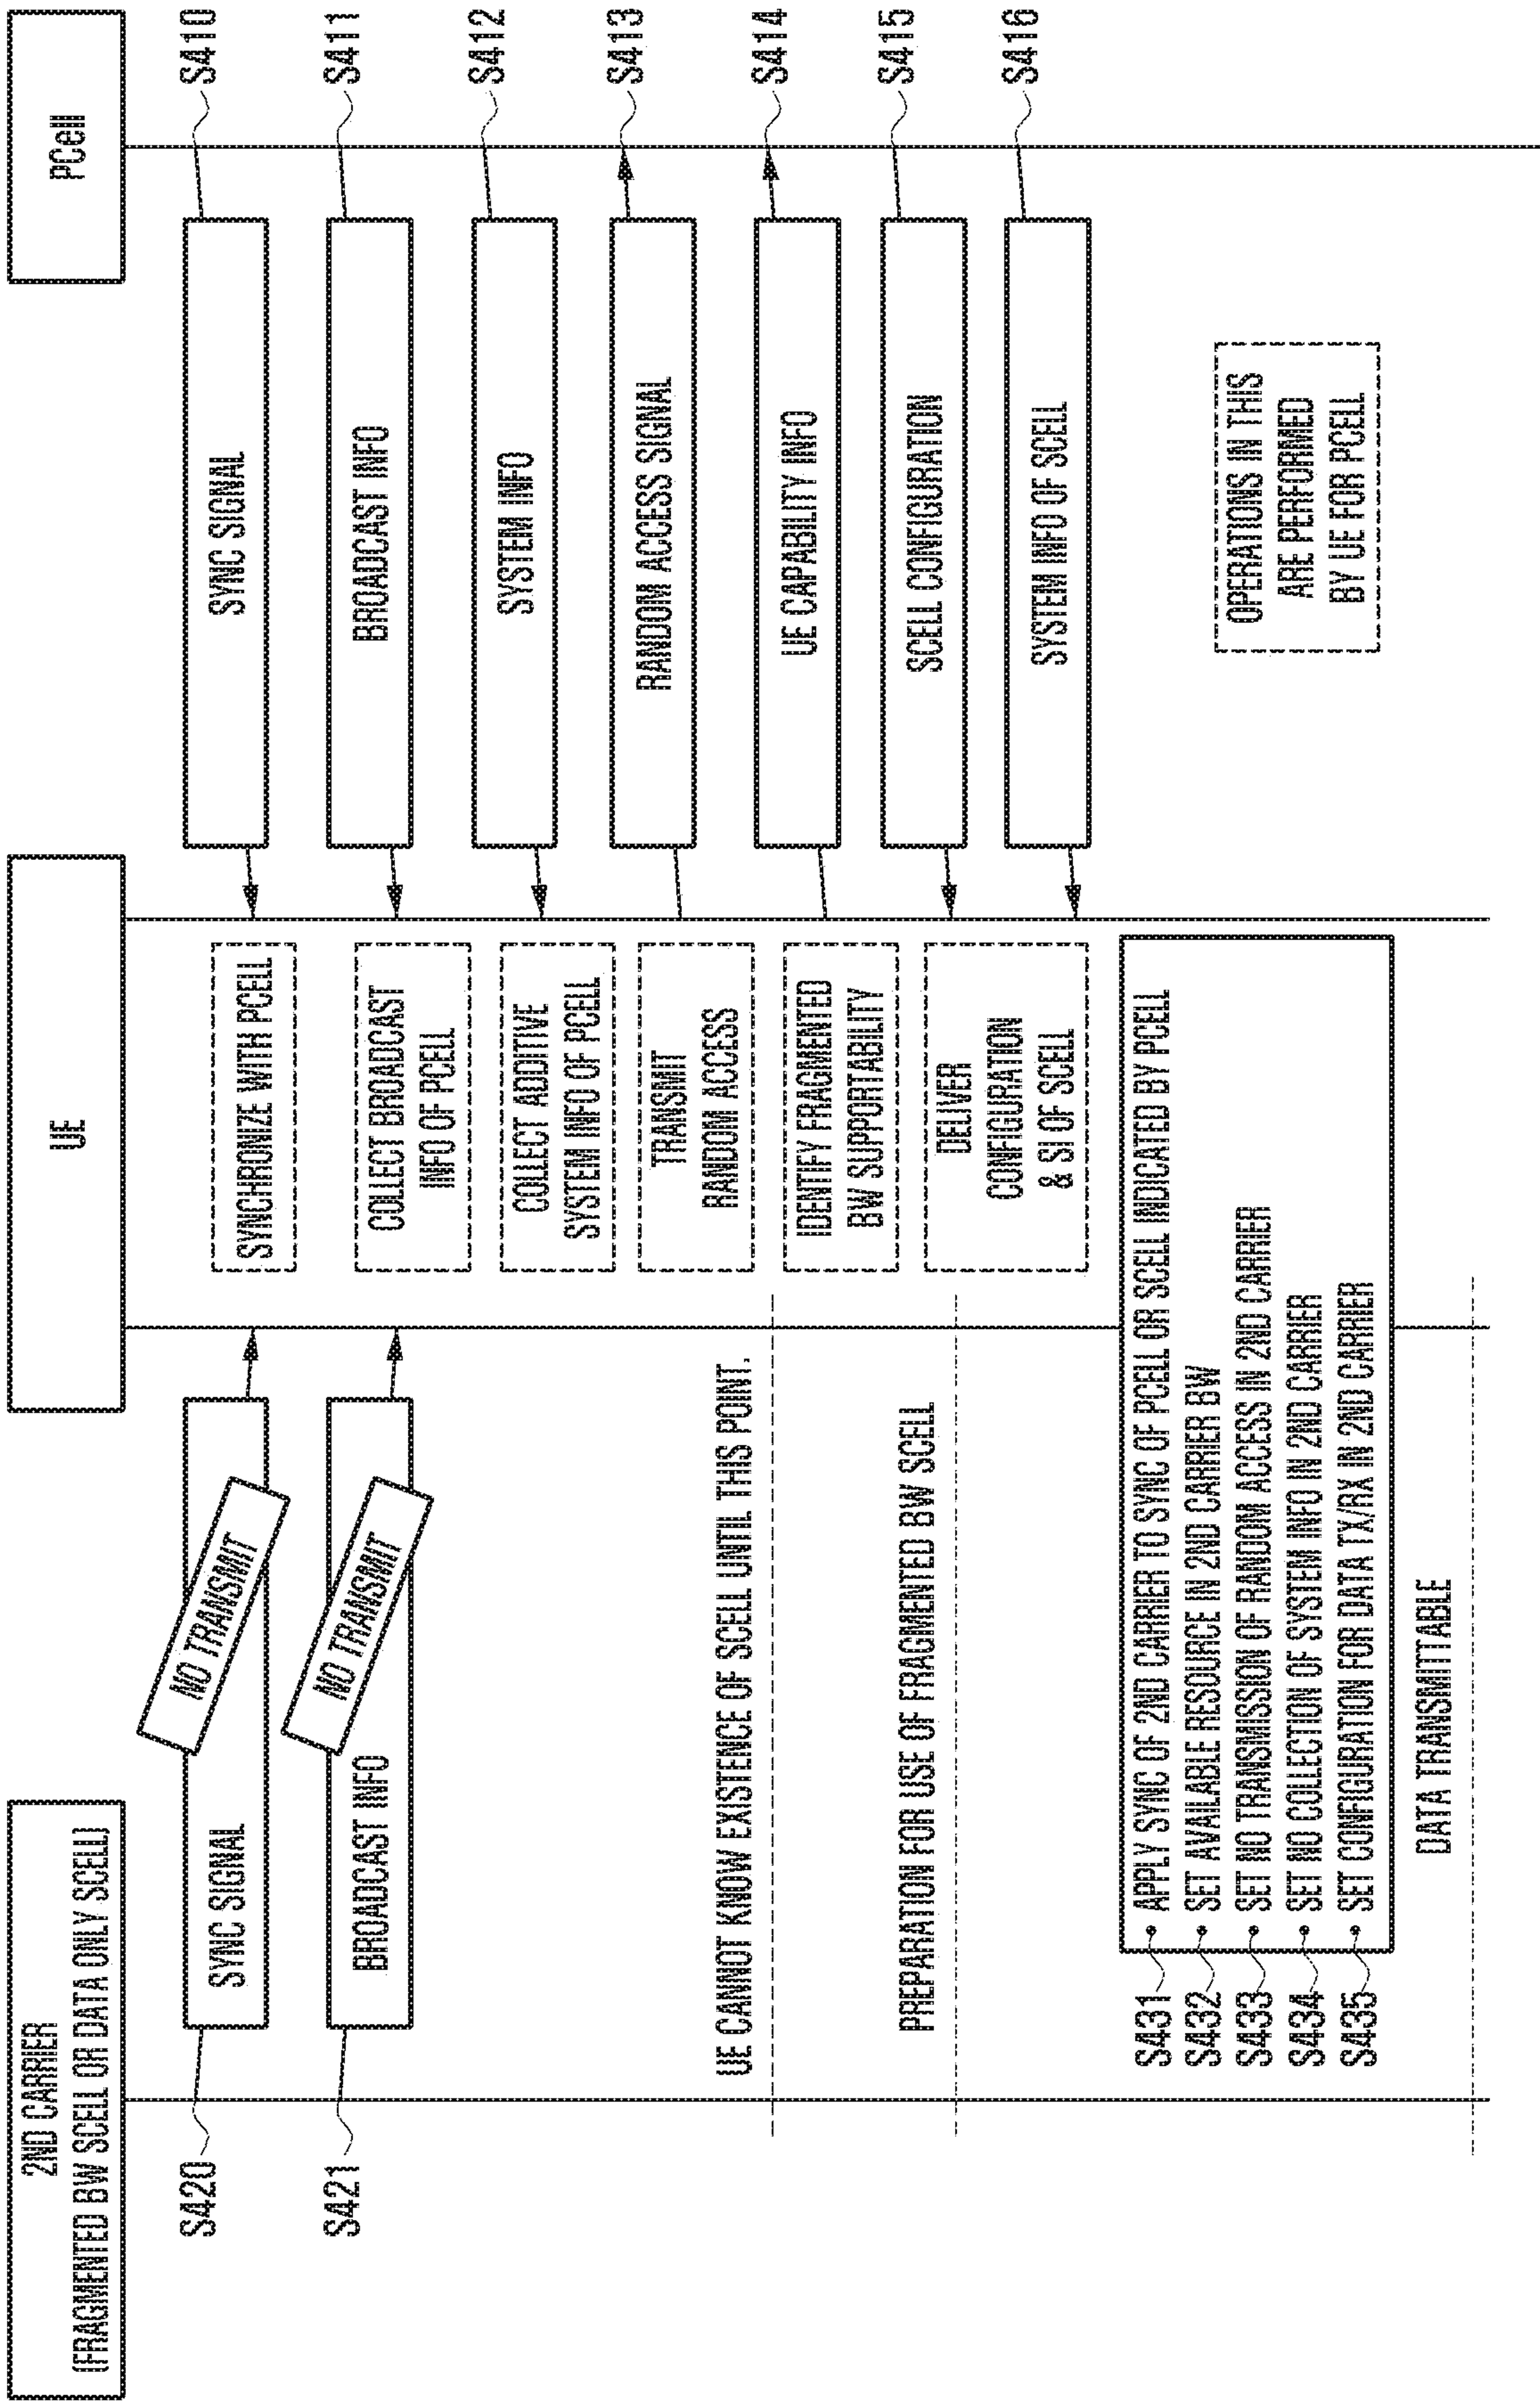 2ND CARRIER
(FRAGMENTED BW SCELL OR DATA ONLY SCELL)
UE
PCell
S420
SYNC SIGNAL
NO TRANSMIT
SYNCHRONIZE WITH PCELL
SYNC SIGNAL
S410
S421
BROADCAST INFO
NO TRANSMIT
COLLECT BROADCAST
INFO OF PCELL
BROADCAST INFO
S411
COLLECT ADDITIVE
SYSTEM INFO OF PCELL
SYSTEM INFO
S412
TRANSMIT
RANDOM ACCESS
RANDOM ACCESS SIGNAL
S413
UE CANNOT KNOW EXISTENCE OF SCELL UNTIL THIS POINT.
IDENTIFY FRAGMENTED
BW SUPPORTABILITY
UE CAPABILITY INFO
S414
PREPARATION FOR USE OF FRAGMENTED BW SCELL
DELIVER
CONFIGURATION
& SI OF SCELL
SCELL CONFIGURATION
S415
SYSTEM INFO OF SCELL
S416
S431
APPLY SYNC OF 2ND CARRIER TO SYNC OF PCELL OR SCELL INDICATED BY PCELL
S432
SET AVAILABLE RESOURCE IN 2ND CARRIER BW
S433
SET NO TRANSMISSION OF RANDOM ACCESS IN 2ND CARRIER
S434
SET NO COLLECTION OF SYSTEM INFO IN 2ND CARRIER
S435
SET CONFIGURATION FOR DATA TX/RX IN 2ND CARRIER
OPERATIONS IN THIS
ARE PERFORMED
BY UE FOR PCELL
DATA TRANSMITTABLE